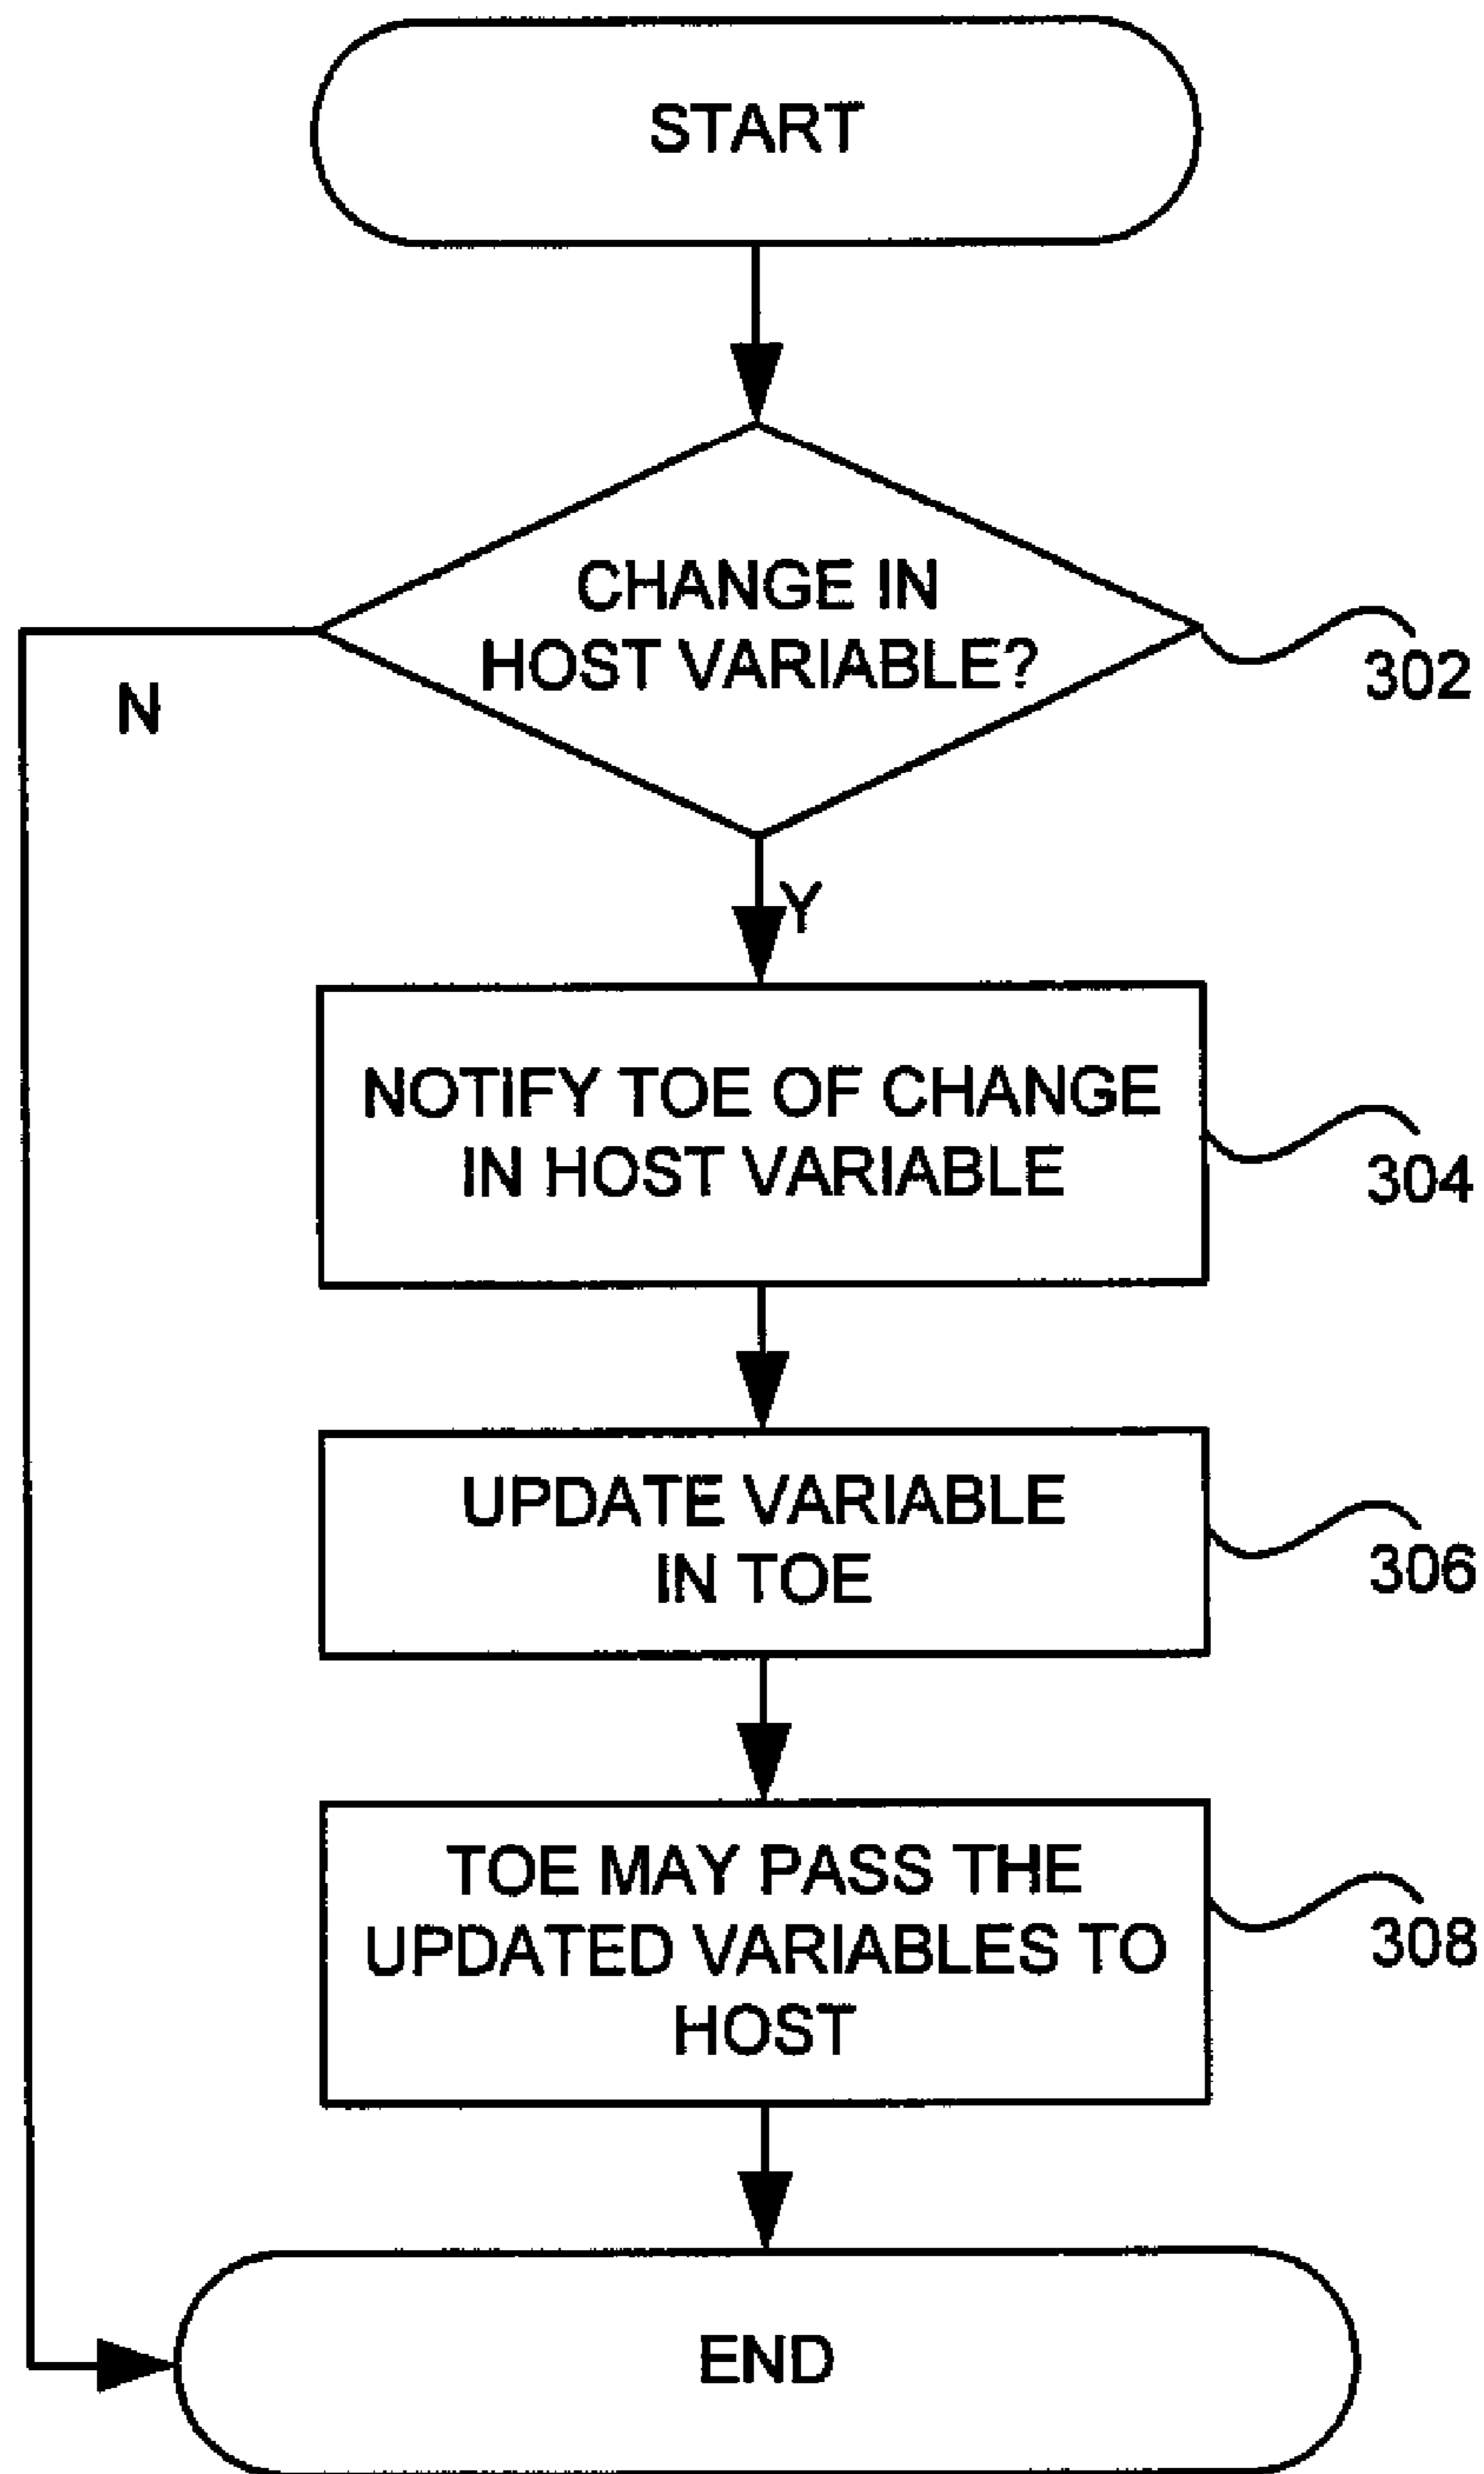 START
CHANGE IN
HOST VARIABLE?
302
N
Y
NOTIFY TOE OF CHANGE
IN HOST VARIABLE
304
UPDATE VARIABLE
IN TOE
306
TOE MAY PASS THE
UPDATED VARIABLES TO
HOST
308
END